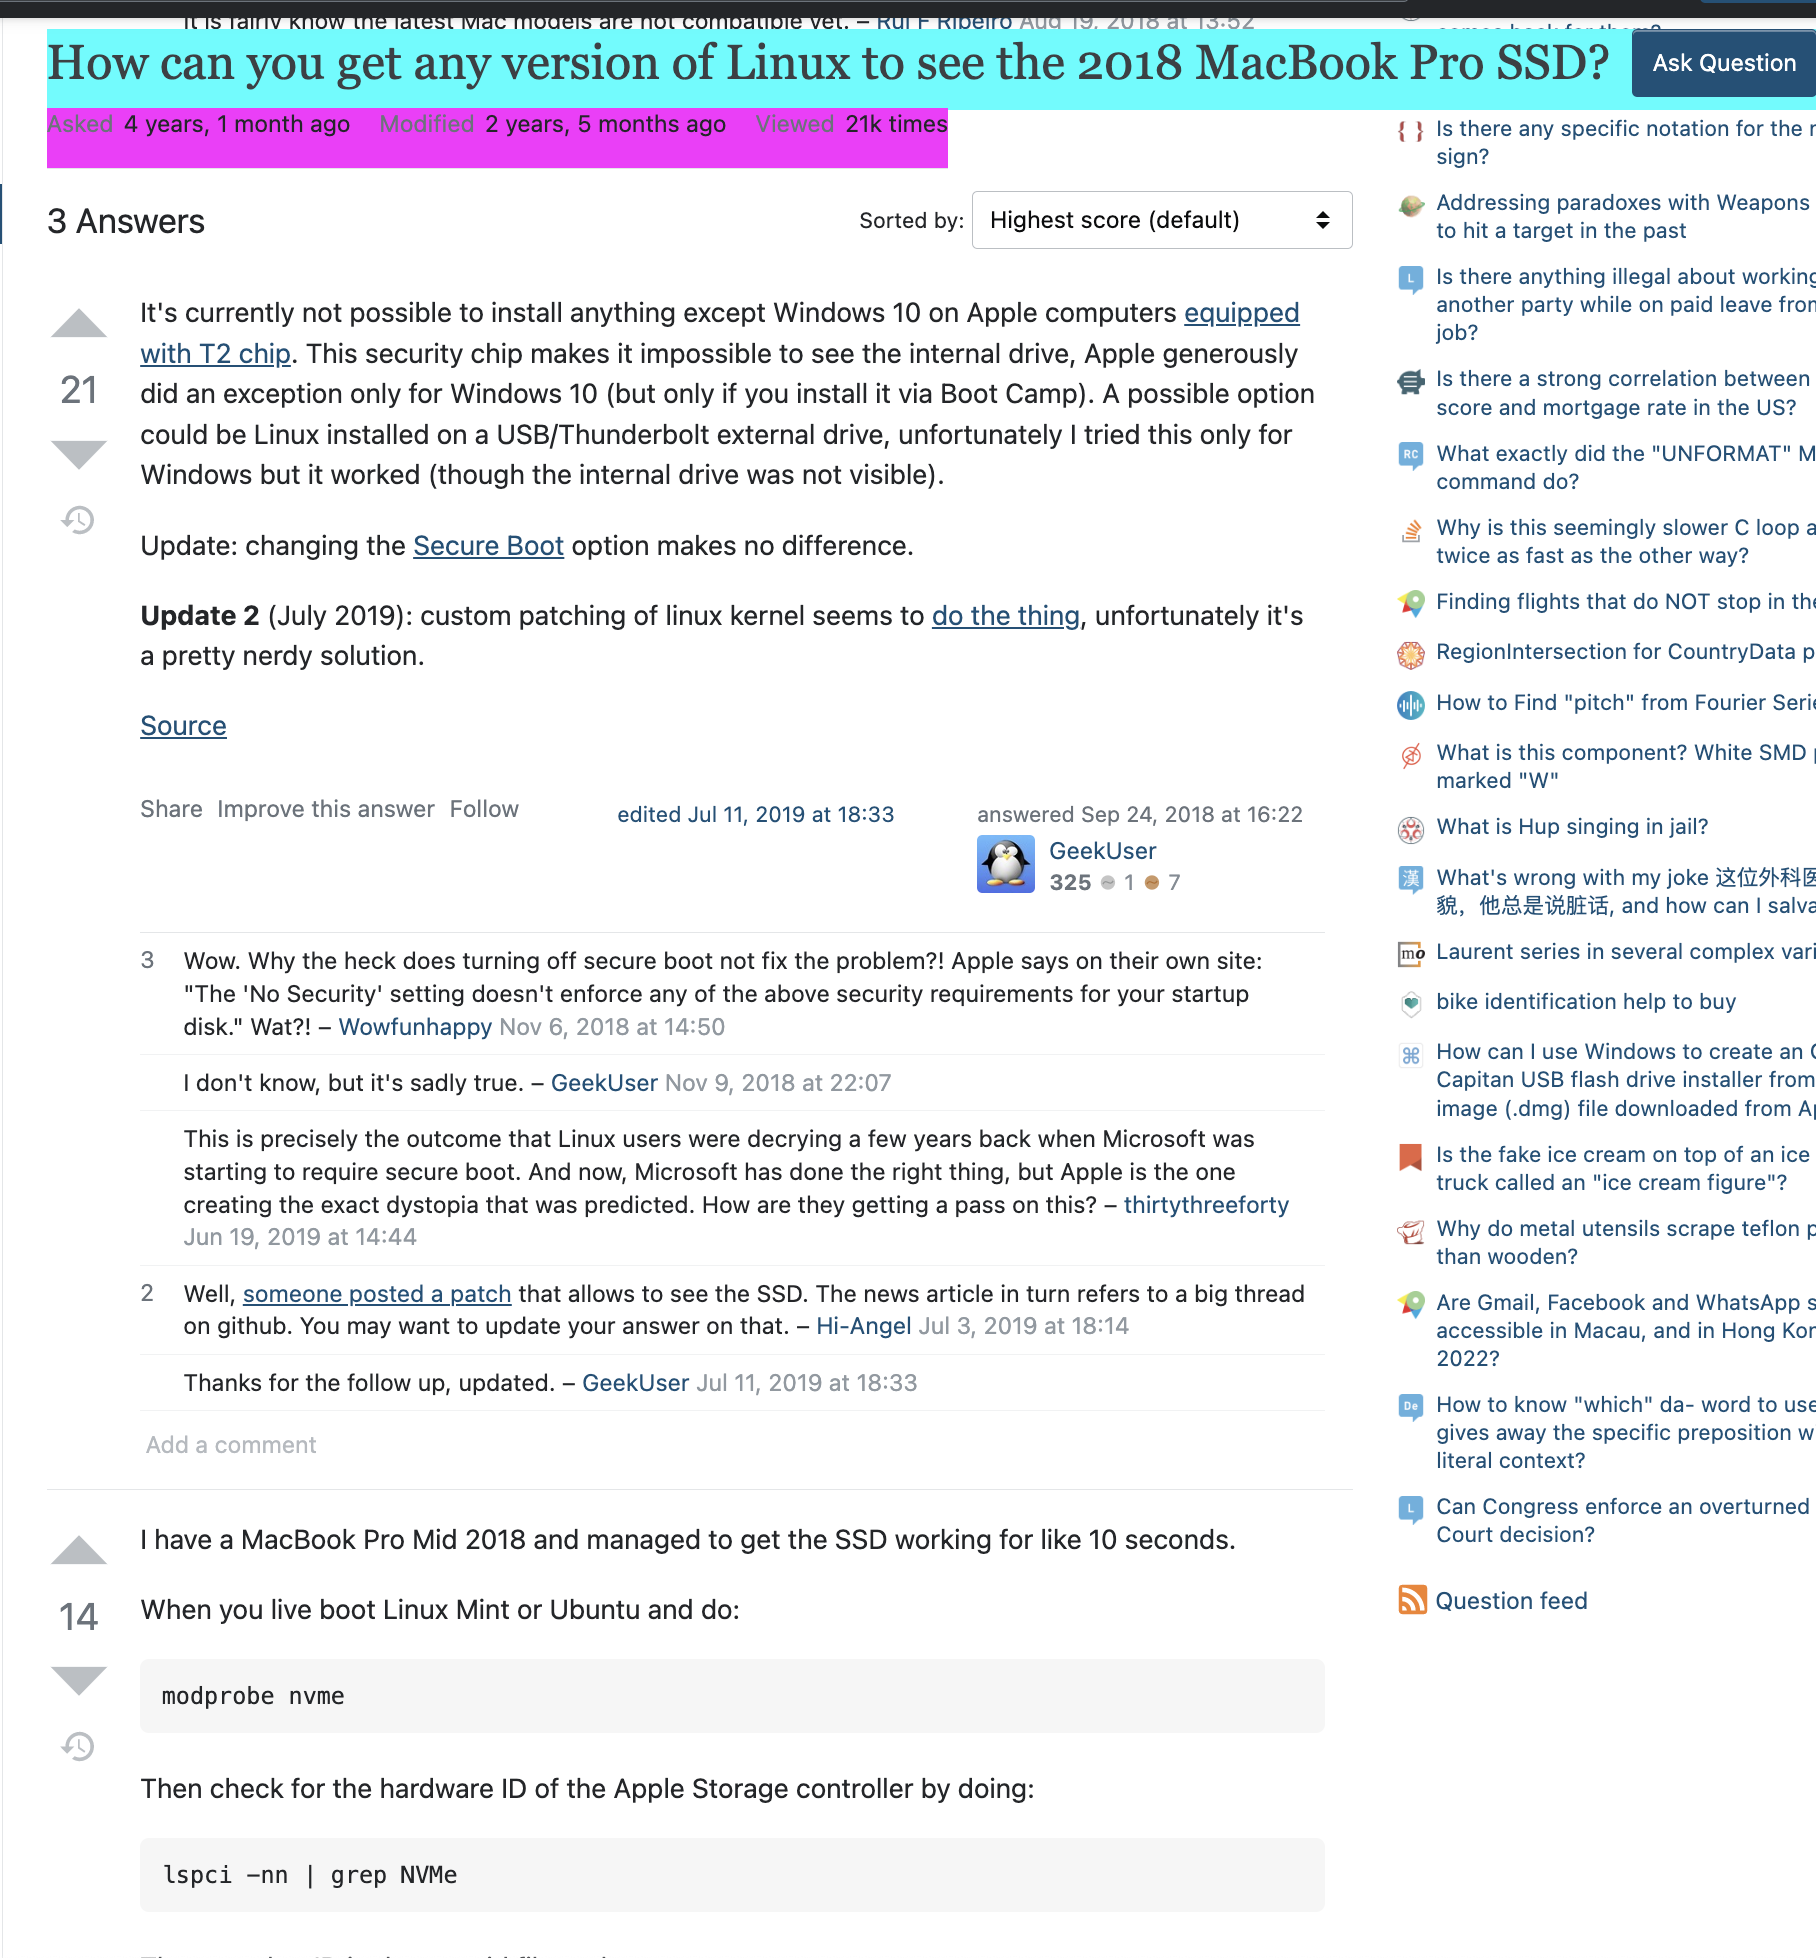 it is fairly know the latest Mac models are not compatible yet. – Rui F Ribeiro Aug 19, 2018 at 13:52
How can you get any version of Linux to see the 2018 MacBook Pro SSD?
Ask Question
Asked 4 years, 1 month ago Modified 2 years, 5 months ago Viewed 21k times
3 Answers
Sorted by: Highest score (default)
21
It's currently not possible to install anything except Windows 10 on Apple computers equipped
with T2 chip. This security chip makes it impossible to see the internal drive, Apple generously
did an exception only for Windows 10 (but only if you install it via Boot Camp). A possible option
could be Linux installed on a USB/Thunderbolt external drive, unfortunately I tried this only for
Windows but it worked (though the internal drive was not visible).
Update: changing the Secure Boot option makes no difference.
Update 2 (July 2019): custom patching of linux kernel seems to do the thing, unfortunately it's
a pretty nerdy solution.
Source
Share Improve this answer Follow
edited Jul 11, 2019 at 18:33
answered Sep 24, 2018 at 16:22
GeekUser
325 1 7
3 Wow. Why the heck does turning off secure boot not fix the problem?! Apple says on their own site:
"The 'No Security' setting doesn't enforce any of the above security requirements for your startup
disk." Wat?! – Wowfunhappy Nov 6, 2018 at 14:50
I don't know, but it's sadly true. – GeekUser Nov 9, 2018 at 22:07
This is precisely the outcome that Linux users were decrying a few years back when Microsoft was
starting to require secure boot. And now, Microsoft has done the right thing, but Apple is the one
creating the exact dystopia that was predicted. How are they getting a pass on this? – thirtythreeforty
Jun 19, 2019 at 14:44
2 Well, someone posted a patch that allows to see the SSD. The news article in turn refers to a big thread
on github. You may want to update your answer on that. – Hi-Angel Jul 3, 2019 at 18:14
Thanks for the follow up, updated. – GeekUser Jul 11, 2019 at 18:33
Add a comment
14
I have a MacBook Pro Mid 2018 and managed to get the SSD working for like 10 seconds.
When you live boot Linux Mint or Ubuntu and do:
modprobe nvme
Then check for the hardware ID of the Apple Storage controller by doing:
lspci -nn | grep NVMe
Is there any specific notation for the
sign?
Addressing paradoxes with Weapons
to hit a target in the past
Is there anything illegal about working
another party while on paid leave from
job?
Is there a strong correlation between
score and mortgage rate in the US?
RC
What exactly did the "UNFORMAT" M
command do?
Why is this seemingly slower C loop a
twice as fast as the other way?
Finding flights that do NOT stop in the
RegionIntersection for CountryData p
How to Find "pitch" from Fourier Serie
What is this component? White SMD
marked "W"
What is Hup singing in jail?
漢
What's wrong with my joke 这位外科医
貌，他总是说脏话, and how can I salva
mo
Laurent series in several complex vari
bike identification help to buy
How can I use Windows to create an
Capitan USB flash drive installer from
image (.dmg) file downloaded from Ap
Is the fake ice cream on top of an ice
truck called an "ice cream figure"?
Why do metal utensils scrape teflon p
than wooden?
Are Gmail, Facebook and WhatsApp s
accessible in Macau, and in Hong Kon
2022?
De
How to know "which" da- word to use
gives away the specific preposition w
literal context?
L
Can Congress enforce an overturned
Court decision?
Question feed